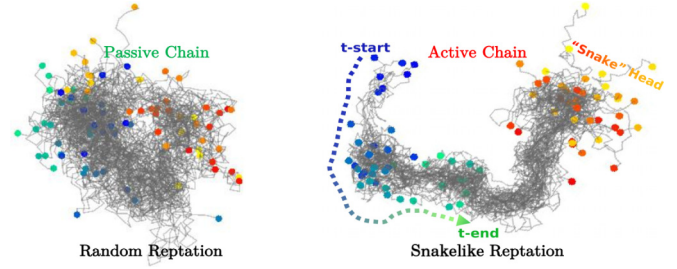 Passive Chain
t-start
Active Chain
"Snake" Head
t-end
Random Reptation
Snakelike Reptation